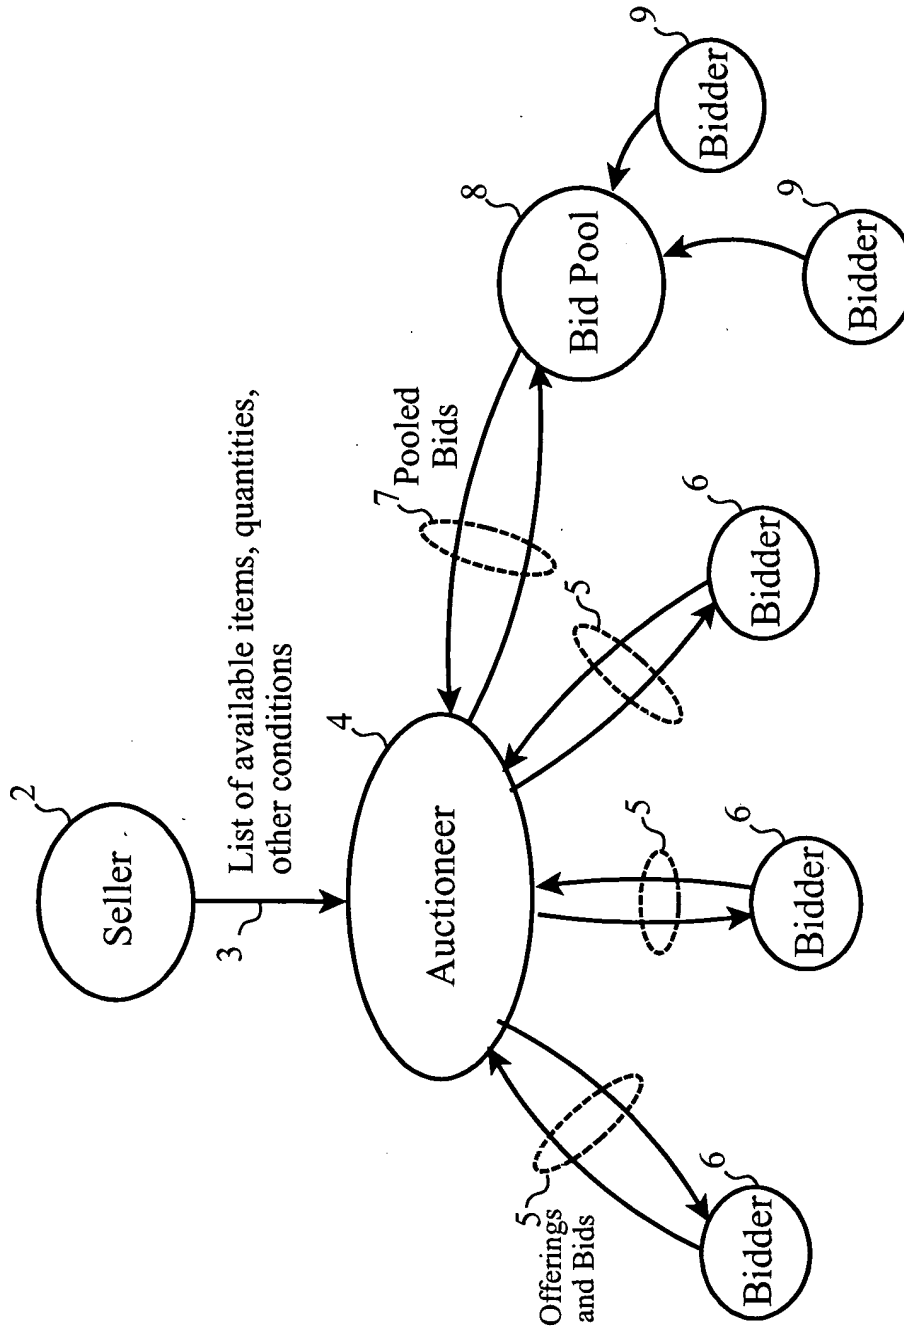 2
Seller
3
List of available items, quantities,
other conditions
4
Auctioneer
5
Offerings
and Bids
6
Bidder
5
6
Bidder
5
6
Bidder
7
Pooled
Bids
8
Bid Pool
9
Bidder
9
Bidder